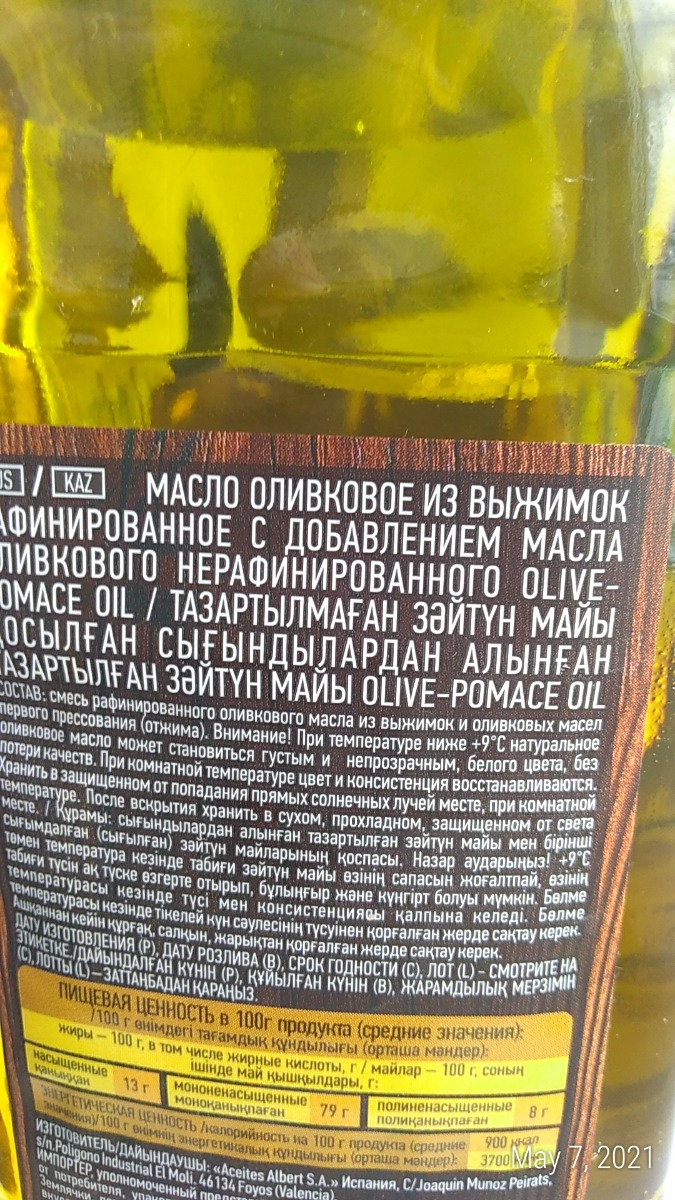 / KAZ МАСЛО ОЛИВКОВОЕ ИЗ ВЫЖИМОК
АФИНИРОВАННОЕ С ДОБАВЛЕНИЕМ МАСЛА
ЛИВКОВОГО НЕРАФИНИРОВАННОГО OLIVE-
OMACE OIL / ТАЗАРТЫЛМАҒАН ЗӘЙТҮН МАЙЫ
ОСЫЛҒАН СЫҒЫНДЫЛАРДАН АЛЫНҒАН
АЗАРТЫЛҒАН ЗӘЙТҮН МАЙЫ OLIVE-POMACE OIL
СОСТАВ: смесь рафинированного оливкового масла из выжимок и оливковых масел
первого прессования (отжима). Внимание! При температуре ниже +9°С натуральное
оливковое масло может становиться густым и непрозрачным, белого цвета, без
потери качеств. При комнатной температуре цвет и консистенция восстанавливаются.
Хранить в защищенном от попадания прямых солнечных лучей месте, при комнатной
температуре. После вскрытия хранить в сухом, прохладном, защищенном от света
месте. / Құрамы: сығындылардан алынған тазартылған зәйтүн майы мен бірінші
сығымдалған (сығылған) зәйтүн майларының қоспасы. Назар аударыңыз! +9°С
төмен температура кезінде табиғи зәйтүн майы өзінің сапасын жоғалтпай, өзінің
табиғи түсін ақ түске өзгерте отырып, бұлыңғыр және күңгірт болуы мүмкін. Бөлме
температурасы кезінде түсі мен консистенциясы қалпына келеді. Бөлме
температурасы кезінде тікелей күн сәулесінің түсуінен қорғалған жерде сақтау керек.
Ашқаннан кейін құрғақ, салқын, жарықтан қорғалған жерде сақтау керек.
ДАТУ ИЗГОТОВЛЕНИЯ (P), ДАТУ РОЗЛИВА (B), СРОК ГОДНОСТИ (C), ЛОТ (L) - СМОТРИТЕ НА
ЭТИКЕТКЕ./ДАЙЫНДАЛҒАН КҮНІН (P), ҚҰЙЫЛҒАН КҮНІН (B), ЖАРАМДЫЛЫҚ МЕРЗІМІН
(C), ЛОТТЫ (L) – ЗАТТАҢБАДАН ҚАРАҢЫЗ.
ПИЩЕВАЯ ЦЕННОСТЬ в 100г продукта (средние значения):
/100 г өнімдегі тағамдық құндылығы (орташа мәндер):
жиры – 100 г, в том числе жирные кислоты, г / майлар – 100 г, соның
ішінде май қышқылдары, г:
насыщенные мононенасыщенные полиненасыщенные
қаныққан 13 г моноқанықпаған 79 г полиқанықпаған 8 г
ЭНЕРГЕТИЧЕСКАЯ ЦЕННОСТЬ /калорийность на 100 г продукта (средние 900 ккал
значения)/100 г өнімнің энергетикалық құндылығы (орташа мәндер): 3700
ИЗГОТОВИТЕЛЬ/ДАЙЫНДАУШЫ: «Aceites Albert S.A.» Испания, C/Joaquin Munoz Peirats,
s/n.Poligono Industrial El Moli, 46134 Foyos (Valencia).
ИМПОРТЕР, уполномоченный
от потребителя,
May 7, 2021